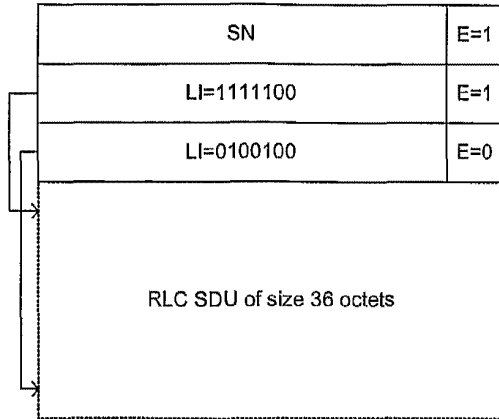 SN E=1
LI=1111100 E=1
LI=0100100 E=0
RLC SDU of size 36 octets